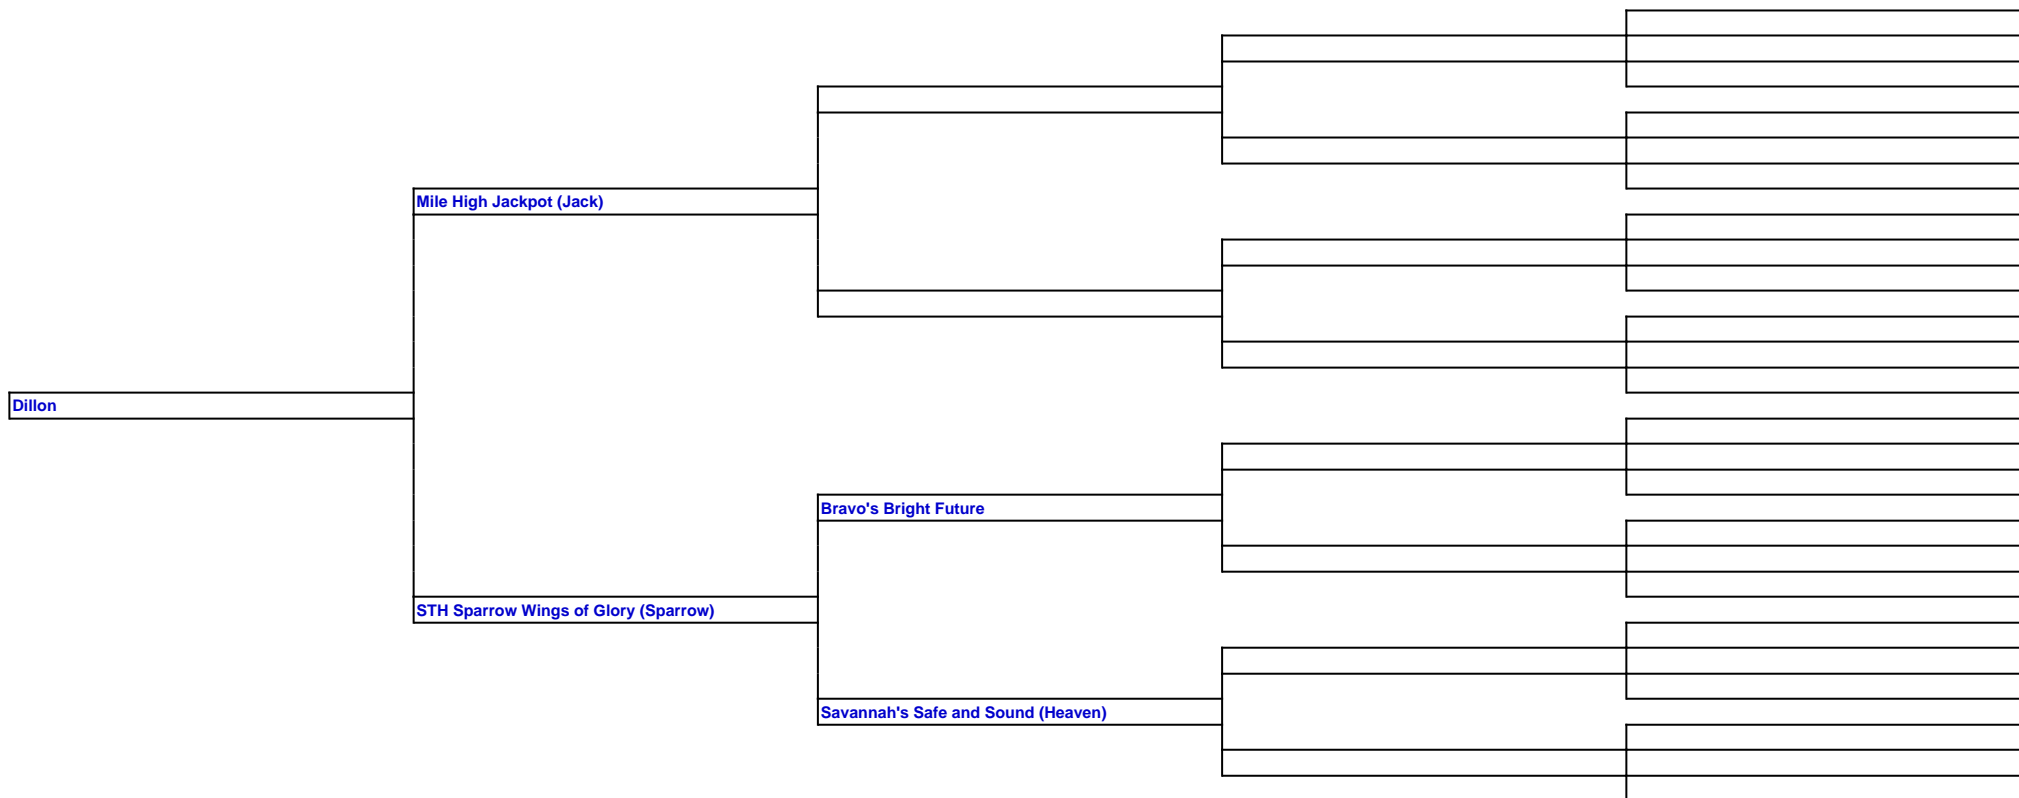 Mile High Jackpot (Jack)
Dillon
Bravo's Bright Future
STH Sparrow Wings of Glory (Sparrow)
Savannah's Safe and Sound (Heaven)